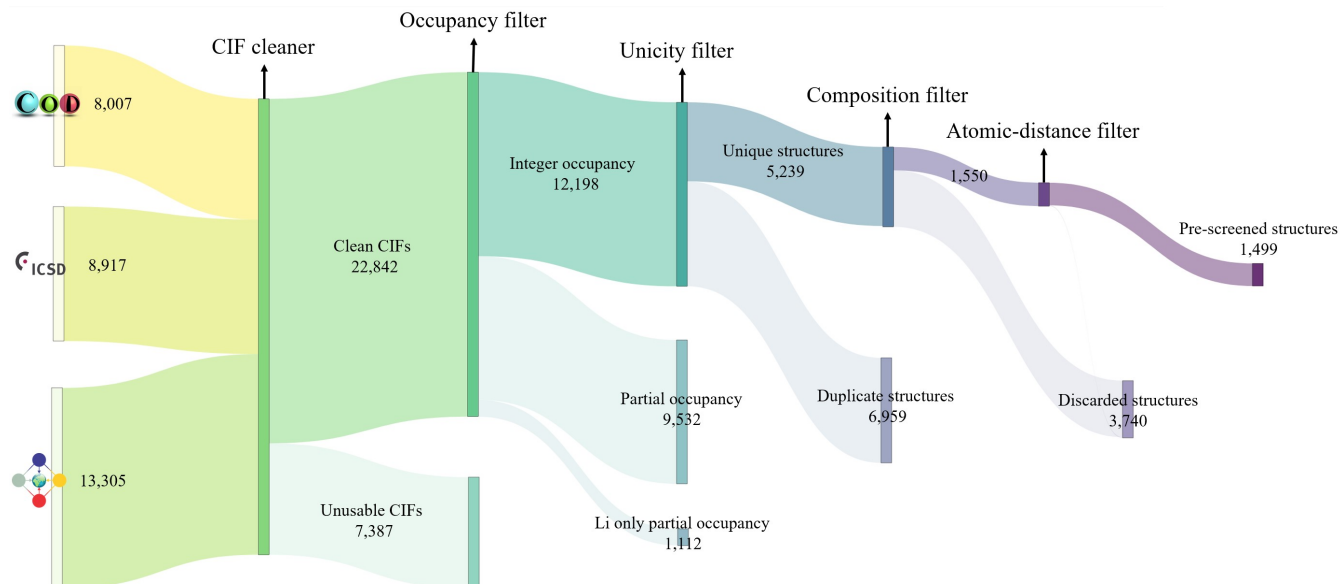 Occupancy filter
CIF cleaner
Unicity filter
Composition filter
Atomic-distance filter
COD
8,007
Integer occupancy
12,198
Unique structures
5,239
1,550
Pre-screened structures
1,499
ICSD
8,917
Clean CIFs
22,842
Partial occupancy
9,532
Duplicate structures
6,959
Discarded structures
3,740
13,305
Unusable CIFs
7,387
Li only partial occupancy
1,112